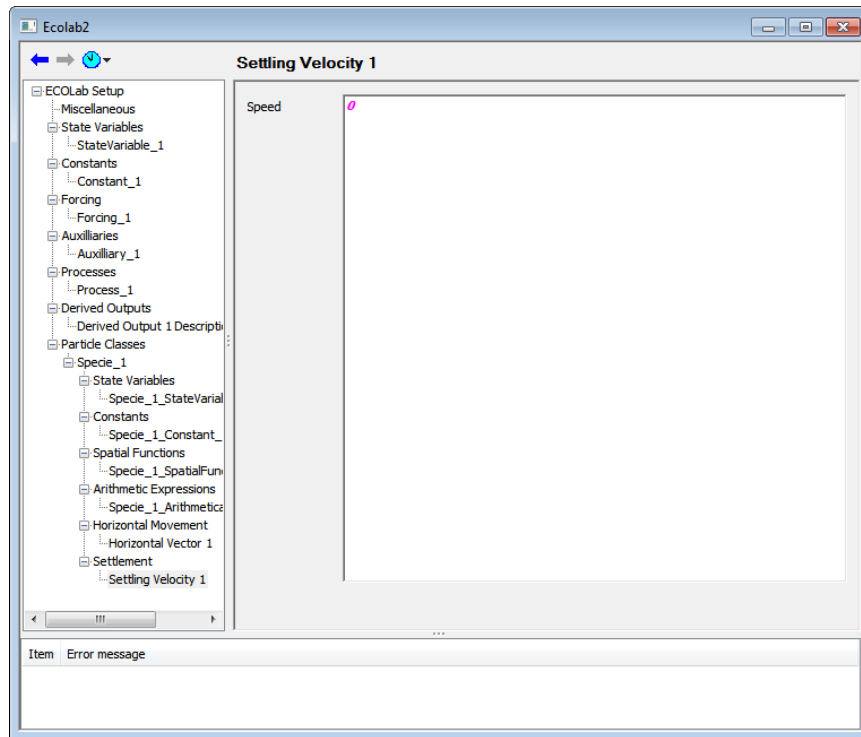 Ecolab2
Settling Velocity 1
ECOLab Setup
Miscellaneous
State Variables
StateVariable_1
Constants
Constant_1
Forcing
Forcing_1
Auxilliaries
Auxilliary_1
Processes
Process_1
Derived Outputs
Derived Output 1 Descripti
Particle Classes
Specie_1
State Variables
Specie_1_StateVarial
Constants
Specie_1_Constant_
Spatial Functions
Specie_1_SpatialFun
Arithmetic Expressions
Specie_1_Arithmetica
Horizontal Movement
Horizontal Vector 1
Settlement
Settling Velocity 1
Speed
0
Item Error message